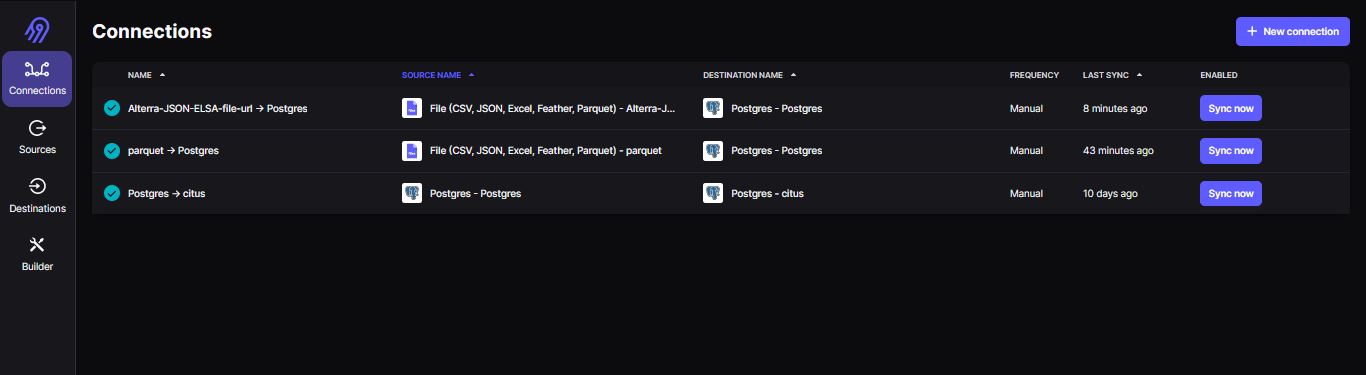 Connections
New connection
NAME SOURCE NAME DESTINATION NAME FREQUENCY LAST SYNC ENABLED
Alterra-JSON-ELSA-file-url → Postgres File (CSV, JSON, Excel, Feather, Parquet) - Alterra-J... Postgres - Postgres Manual 8 minutes ago Sync now
parquet → Postgres File (CSV, JSON, Excel, Feather, Parquet) - parquet Postgres - Postgres Manual 43 minutes ago Sync now
Postgres → citus Postgres - Postgres Postgres - citus Manual 10 days ago Sync now
Connections
Sources
Destinations
Builder